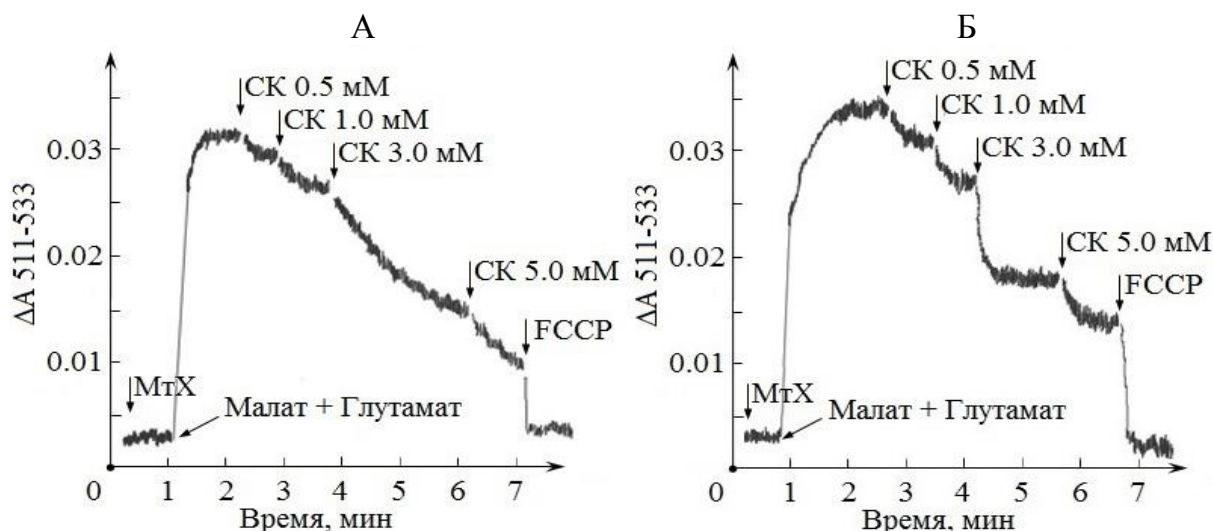 А
СК 0.5 мМ
СК 1.0 мМ
СК 3.0 мМ
СК 5.0 мМ
FCCP
МтХ
Малат + Глутамат
ΔА 511-533
0.03
0.02
0.01
0 1 2 3 4 5 6 7
Время, мин
Б
СК 0.5 мМ
СК 1.0 мМ
СК 3.0 мМ
СК 5.0 мМ
FCCP
МтХ
Малат + Глутамат
ΔА 511-533
0.03
0.02
0.01
0 1 2 3 4 5 6 7
Время, мин